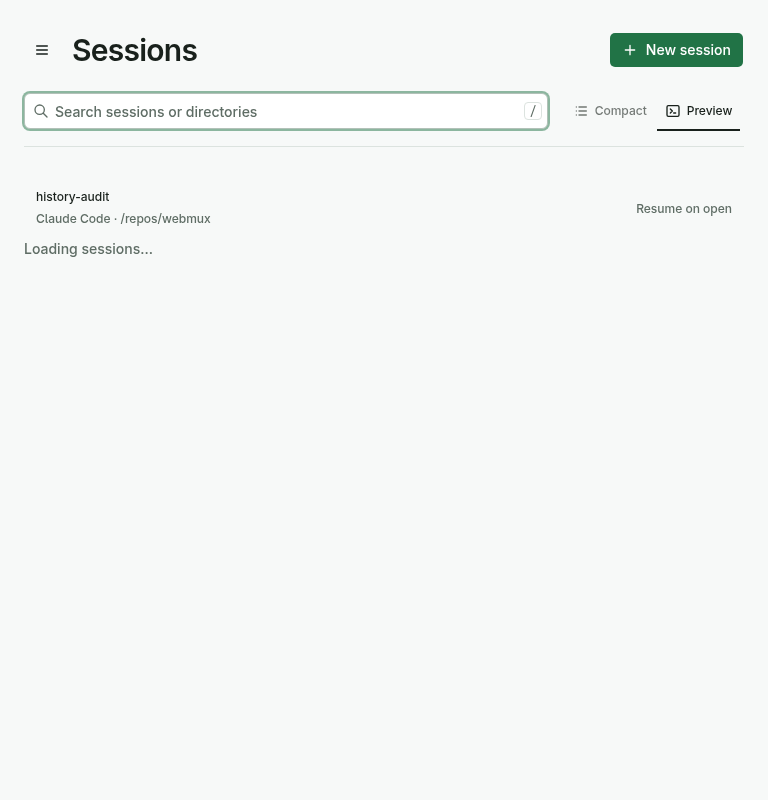 Sessions
New session
Search sessions or directories
/
Compact
Preview
history-audit
Claude Code · /repos/webmux
Resume on open
Loading sessions...